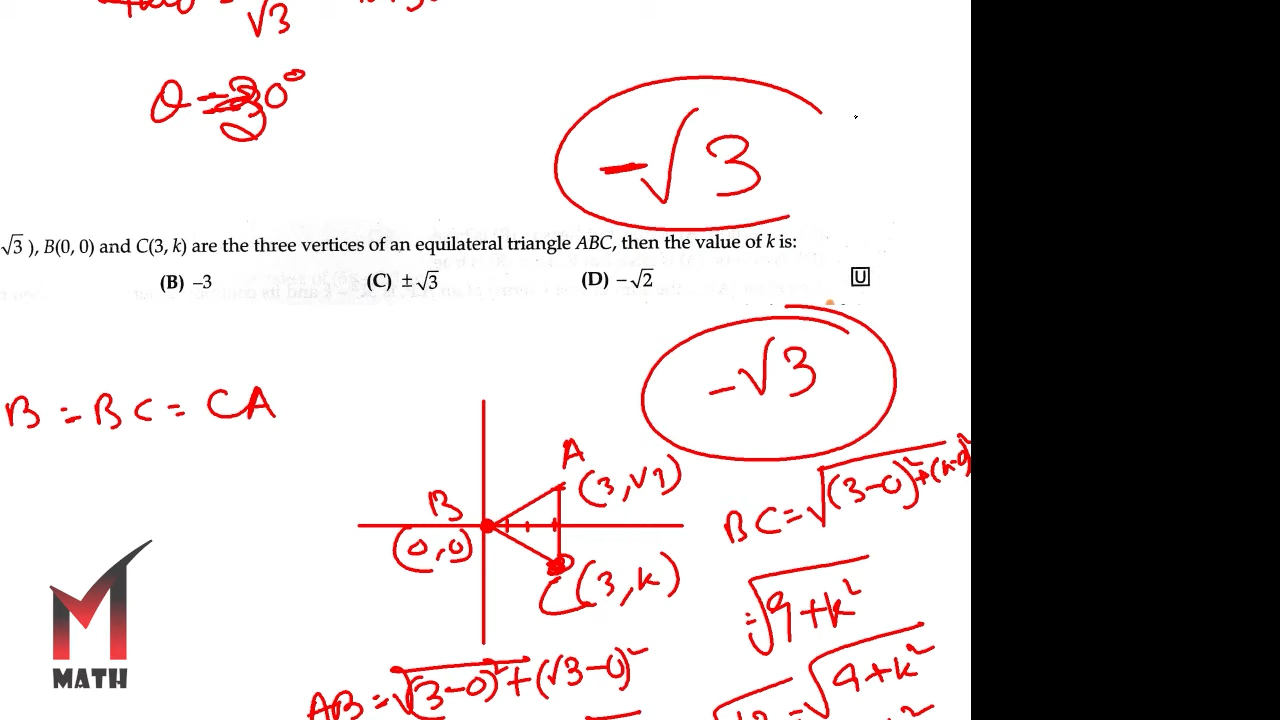 √3
θ = 30°
-√3
√3 ), B(0, 0) and C(3, k) are the three vertices of an equilateral triangle ABC, then the value of k is:
(B) −3 (C) ± √3 (D) − √2 U
-√3
B = BC = CA
A
(3, √3)
B
(0,0)
C(3, k)
BC = √(3-0)² + (k-0)²
= √9 + k²
√9 + k²
AB = √(3-0)² + (√3-0)²
MATH